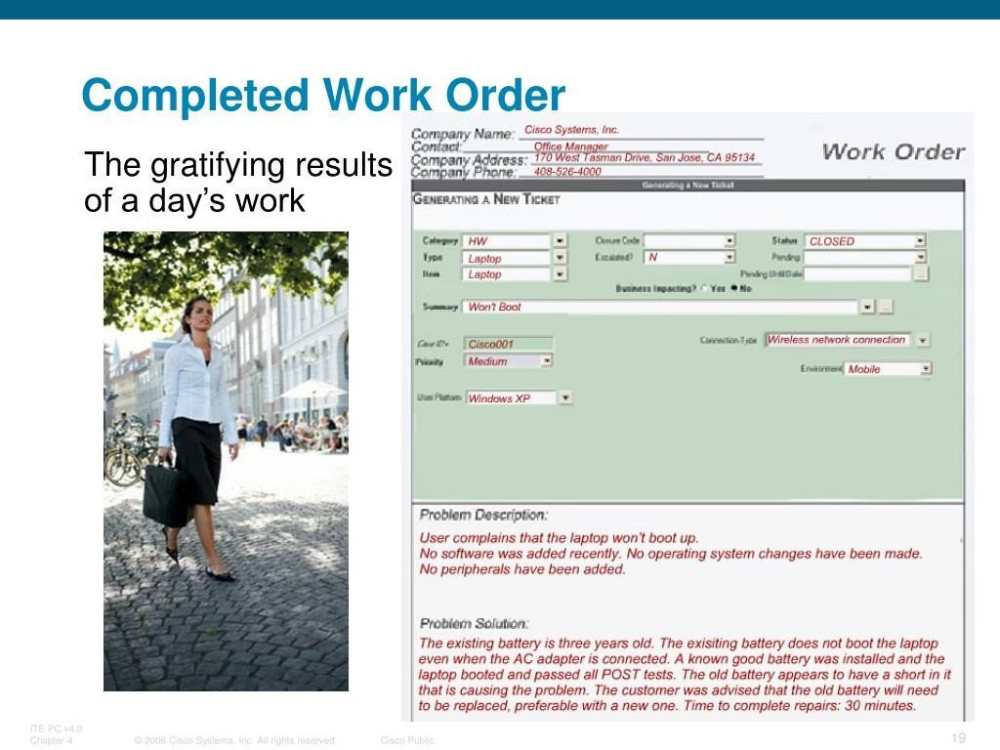 Completed Work Order
The gratifying results
of a day's work
Company Name: Cisco Systems, Inc.
Contact: Office Manager
Company Address: 170 West Tasman Drive, San Jose, CA 95134
Company Phone: 408-526-4000
Work Order
Generating a New Ticket
GENERATING A NEW TICKET
Category HW Closure Code Status CLOSED
Type Laptop Escalated? N Pending
Item Laptop Pending Until Date
Business Impacting? Yes No
Summary Won't Boot
Case IDs Cisco001 Connection Type Wireless network connection
Priority Medium Environment Mobile
User Platform Windows XP
Problem Description:
User complains that the laptop won't boot up.
No software was added recently. No operating system changes have been made.
No peripherals have been added.
Problem Solution:
The existing battery is three years old. The exisiting battery does not boot the laptop
even when the AC adapter is connected. A known good battery was installed and the
laptop booted and passed all POST tests. The old battery appears to have a short in it
that is causing the problem. The customer was advised that the old battery will need
to be replaced, preferable with a new one. Time to complete repairs: 30 minutes.
ITE PC v4.0
Chapter 4
© 2006 Cisco Systems, Inc. All rights reserved.
Cisco Public
19